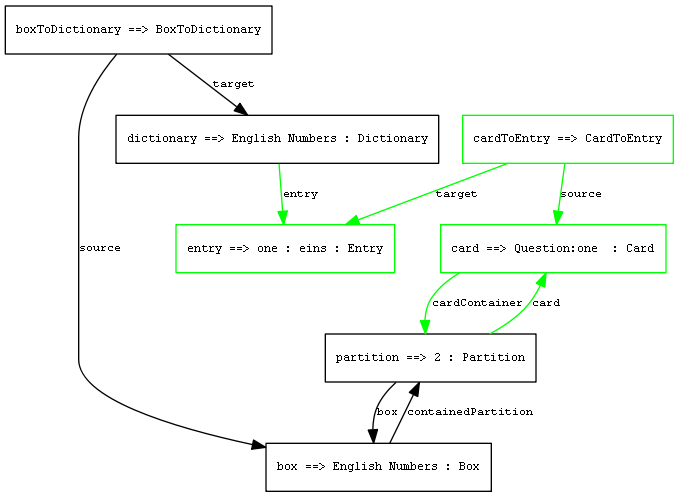 boxToDictionary ==> BoxToDictionary
target
dictionary ==> English Numbers : Dictionary
cardToEntry ==> CardToEntry
entry
target
source
source
entry ==> one : eins : Entry
card ==> Question:one  : Card
cardContainer
card
partition ==> 2 : Partition
box
containedPartition
box ==> English Numbers : Box